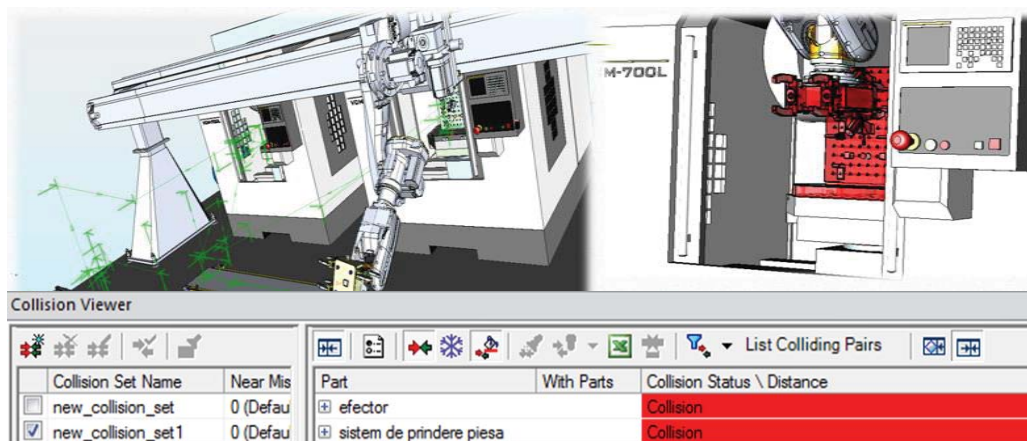 M-700L
Collision Viewer
List Colliding Pairs
Collision Set Name Near Mis Part With Parts Collision Status \ Distance
new_collision_set 0 (Defau efector Collision
new_collision_set1 0 (Defau sistem de prindere piesa Collision